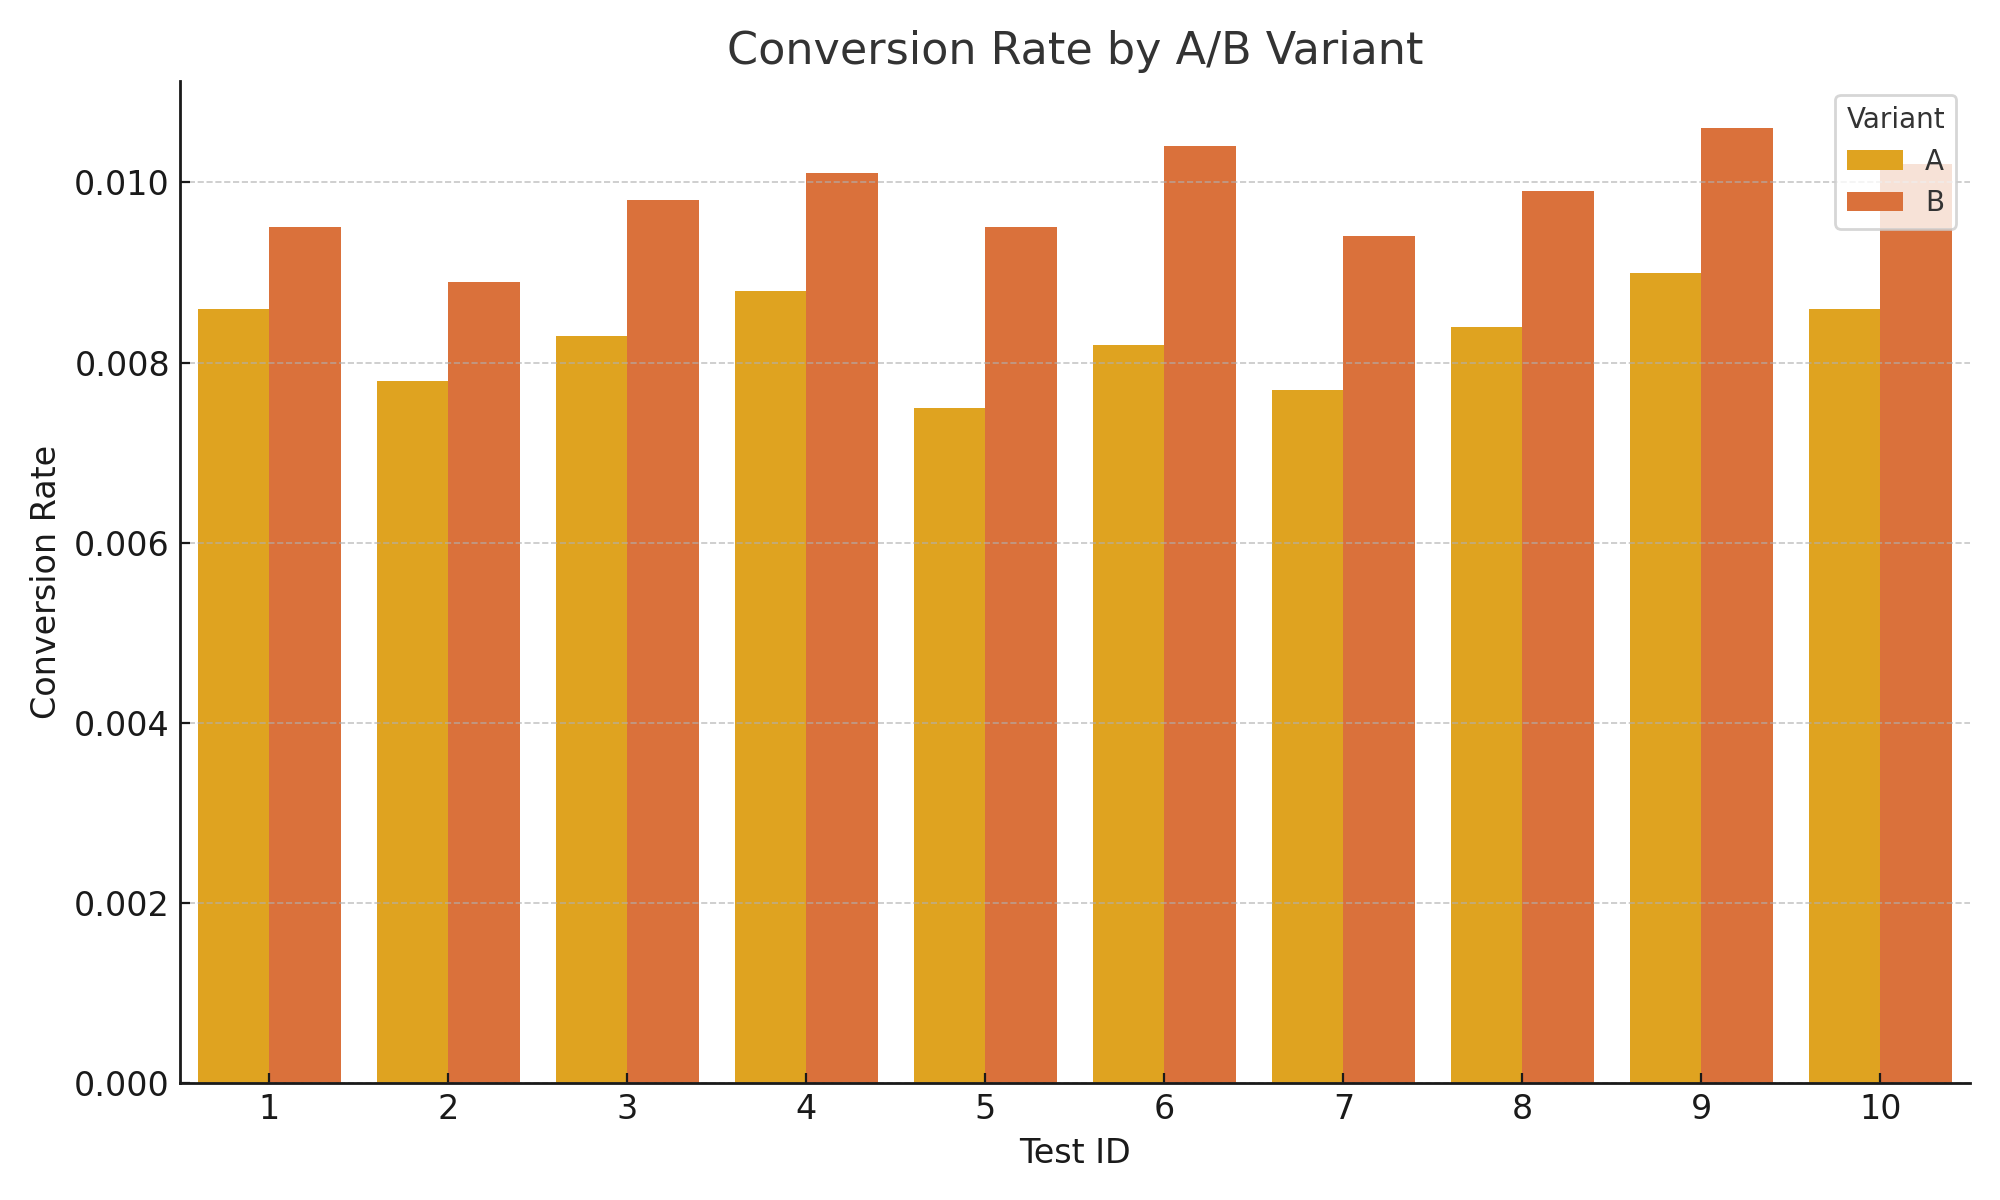 Conversion Rate by A/B Variant
Variant
A
B
0.010
0.008
0.006
0.004
0.002
0.000
Conversion Rate
1 2 3 4 5 6 7 8 9 10
Test ID